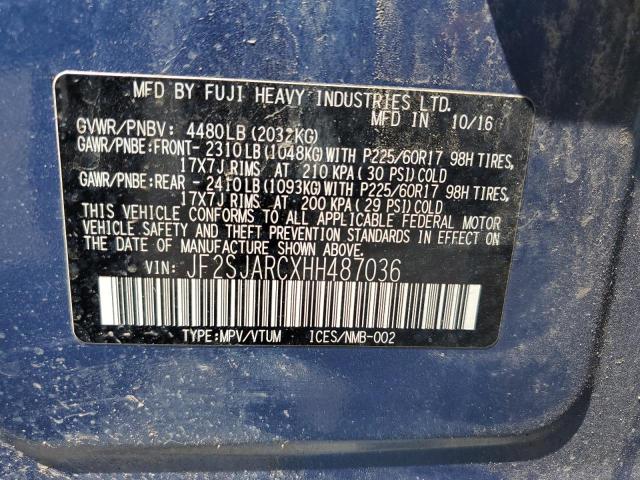 MFD BY FUJI HEAVY INDUSTRIES LTD.
MFD IN 10/16
GVWR/PNBV: 4480LB(2032KG)
GAWR/PNBE:FRONT- 2310LB(1048KG)WITH P225/60R17 98H TIRES,
17X7J RIMS AT 210 KPA( 30 PSI)COLD
GAWR/PNBE:REAR - 2410LB(1093KG)WITH P225/60R17 98H TIRES,
17X7J RIMS AT 200 KPA( 29 PSI)COLD
THIS VEHICLE CONFORMS TO ALL APPLICABLE FEDERAL MOTOR
VEHICLE SAFETY AND THEFT PREVENTION STANDARDS IN EFFECT
ON THE DATE OF MANUFACTURE SHOWN ABOVE.
VIN: JF2SJARCXHH487036
TYPE:MPV/VTUM ICES/NMB-002